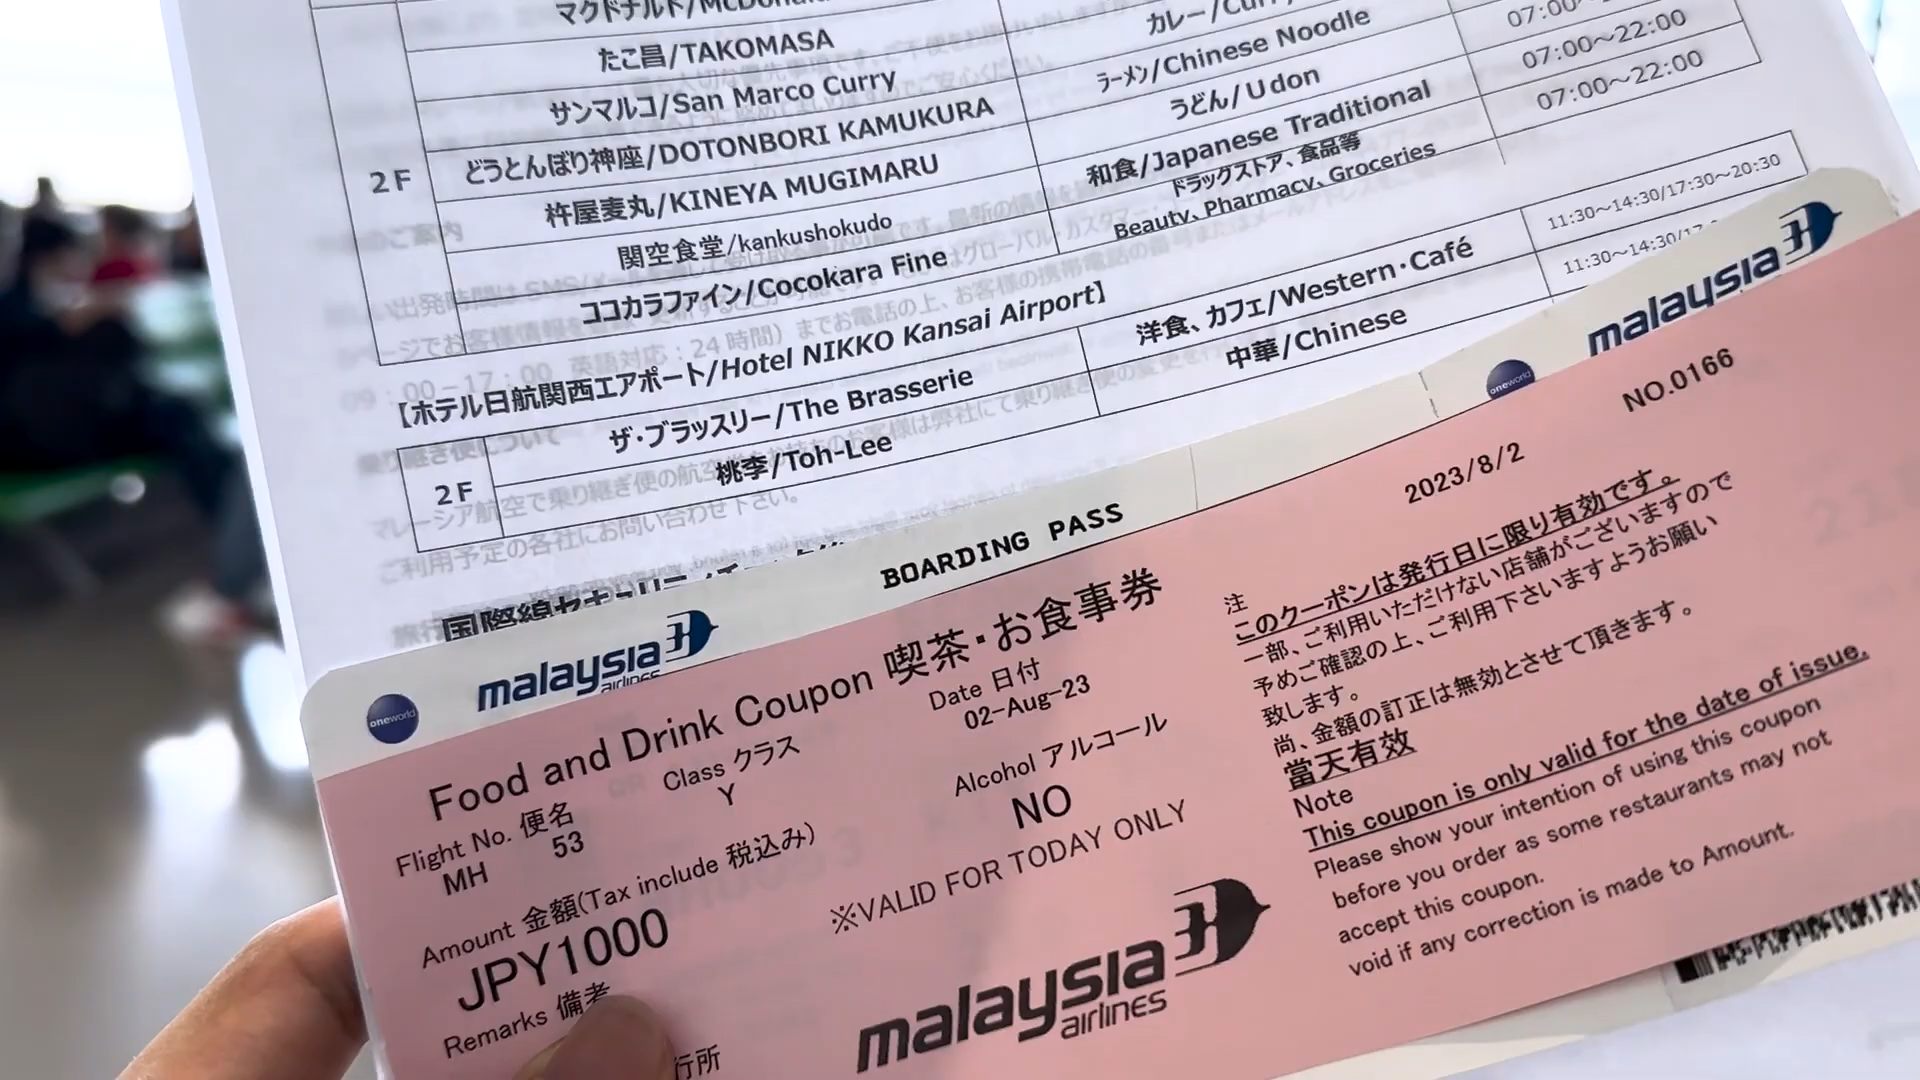 マクドナルド/McDonald
たこ昌/TAKOMASA
カレー/Curry
07:00～
サンマルコ/San Marco Curry
ラーメン/Chinese Noodle
07:00～22:00
どうとんぼり神座/DOTONBORI KAMUKURA
うどん/Udon
07:00～22:00
2F
杵屋麦丸/KINEYA MUGIMARU
和食/Japanese Traditional
関空食堂/kankushokudo
ドラッグストア、食品等
ココカラファイン/Cocokara Fine
Beauty、Pharmacy、Groceries
【ホテル日航関西エアポート/Hotel NIKKO Kansai Airport】
ザ・ブラッスリー/The Brasserie
洋食、カフェ/Western・Café
11:30～14:30/17:30～20:30
2F
桃李/Toh-Lee
中華/Chinese
11:30～14:30/17
国際線セキュリティ
oneworld
malaysia
airlines
BOARDING PASS
oneworld
malaysia
Food and Drink Coupon 喫茶・お食事券
Flight No. 便名
MH 53
Class クラス
Y
Date 日付
02-Aug-23
Amount 金額(Tax include 税込み)
JPY1000
Alcohol アルコール
NO
※VALID FOR TODAY ONLY
Remarks 備考
行所
malaysia
airlines
NO.0166
2023/8/2
注
このクーポンは発行日に限り有効です。
一部、ご利用いただけない店舗がございますので
予めご確認の上、ご利用下さいますようお願い
致します。
尚、金額の訂正は無効とさせて頂きます。
當天有效
Note
This coupon is only valid for the date of issue.
Please show your intention of using this coupon
before you order as some restaurants may not
accept this coupon.
void if any correction is made to Amount.